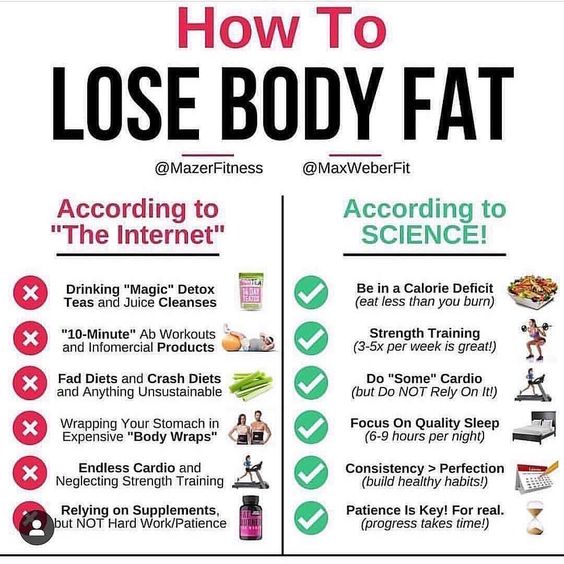 How To
LOSE BODY FAT
@MazerFitness @MaxWeberFit
According to
"The Internet"
Drinking "Magic" Detox
Teas and Juice Cleanses
"10-Minute" Ab Workouts
and Infomercial Products
Fad Diets and Crash Diets
and Anything Unsustainable
Wrapping Your Stomach in
Expensive "Body Wraps"
Endless Cardio and
Neglecting Strength Training
Relying on Supplements,
but NOT Hard Work/Patience
According to
SCIENCE!
Be in a Calorie Deficit
(eat less than you burn)
Strength Training
(3-5x per week is great!)
Do "Some" Cardio
(but Do NOT Rely On It!)
Focus On Quality Sleep
(6-9 hours per night)
Consistency > Perfection
(build healthy habits!)
Patience Is Key! For real.
(progress takes time!)